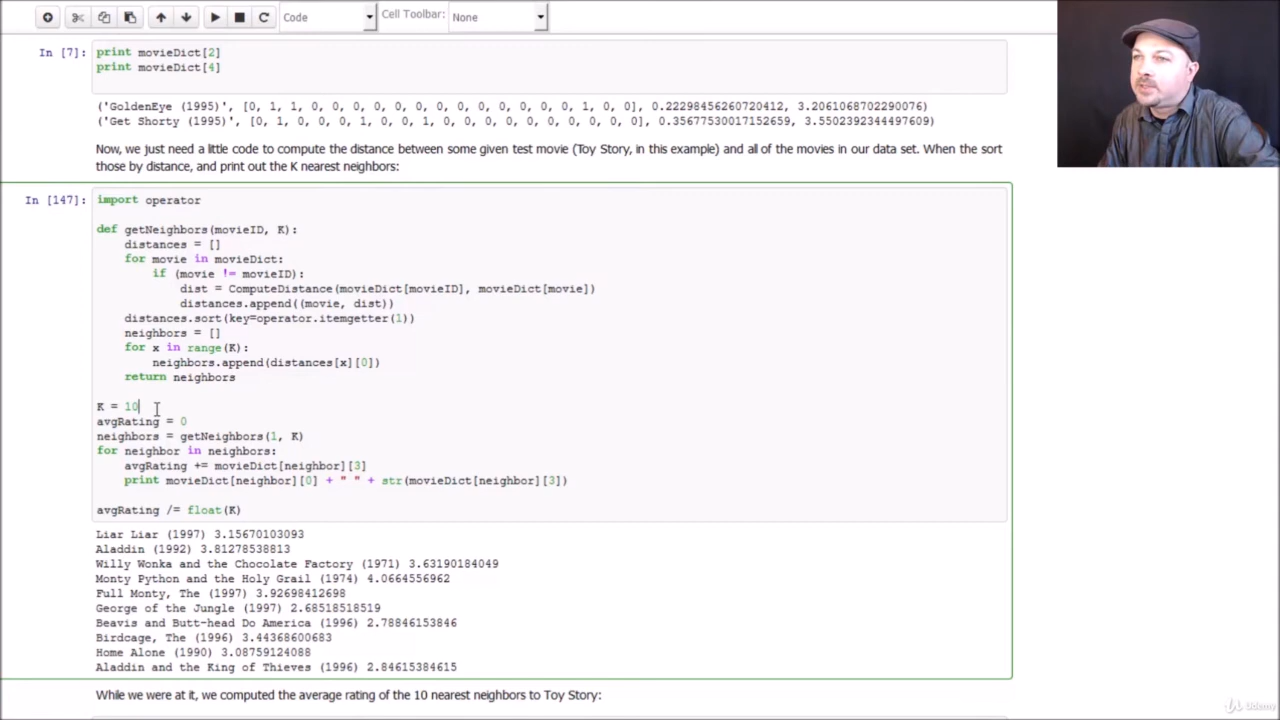 Code
Cell Toolbar:
None
In [7]:
print movieDict[2]
print movieDict[4]
('GoldenEye (1995)', [0, 1, 1, 0, 0, 0, 0, 0, 0, 0, 0, 0, 0, 0, 0, 0, 1, 0, 0], 0.22298456260720412, 3.2061068702290076)
('Get Shorty (1995)', [0, 1, 0, 0, 0, 1, 0, 0, 1, 0, 0, 0, 0, 0, 0, 0, 0, 0, 0], 0.35677530017152659, 3.5502392344497609)
Now, we just need a little code to compute the distance between some given test movie (Toy Story, in this example) and all of the movies in our data set. When the sort
those by distance, and print out the K nearest neighbors:
In [147]:
import operator
def getNeighbors(movieID, K):
    distances = []
    for movie in movieDict:
        if (movie != movieID):
            dist = ComputeDistance(movieDict[movieID], movieDict[movie])
            distances.append((movie, dist))
    distances.sort(key=operator.itemgetter(1))
    neighbors = []
    for x in range(K):
        neighbors.append(distances[x][0])
    return neighbors
K = 10
avgRating = 0
neighbors = getNeighbors(1, K)
for neighbor in neighbors:
    avgRating += movieDict[neighbor][3]
    print movieDict[neighbor][0] + " " + str(movieDict[neighbor][3])
avgRating /= float(K)
Liar Liar (1997) 3.15670103093
Aladdin (1992) 3.81278538813
Willy Wonka and the Chocolate Factory (1971) 3.63190184049
Monty Python and the Holy Grail (1974) 4.0664556962
Full Monty, The (1997) 3.92698412698
George of the Jungle (1997) 2.68518518519
Beavis and Butt-head Do America (1996) 2.78846153846
Birdcage, The (1996) 3.44368600683
Home Alone (1990) 3.08759124088
Aladdin and the King of Thieves (1996) 2.84615384615
While we were at it, we computed the average rating of the 10 nearest neighbors to Toy Story:
Udemy